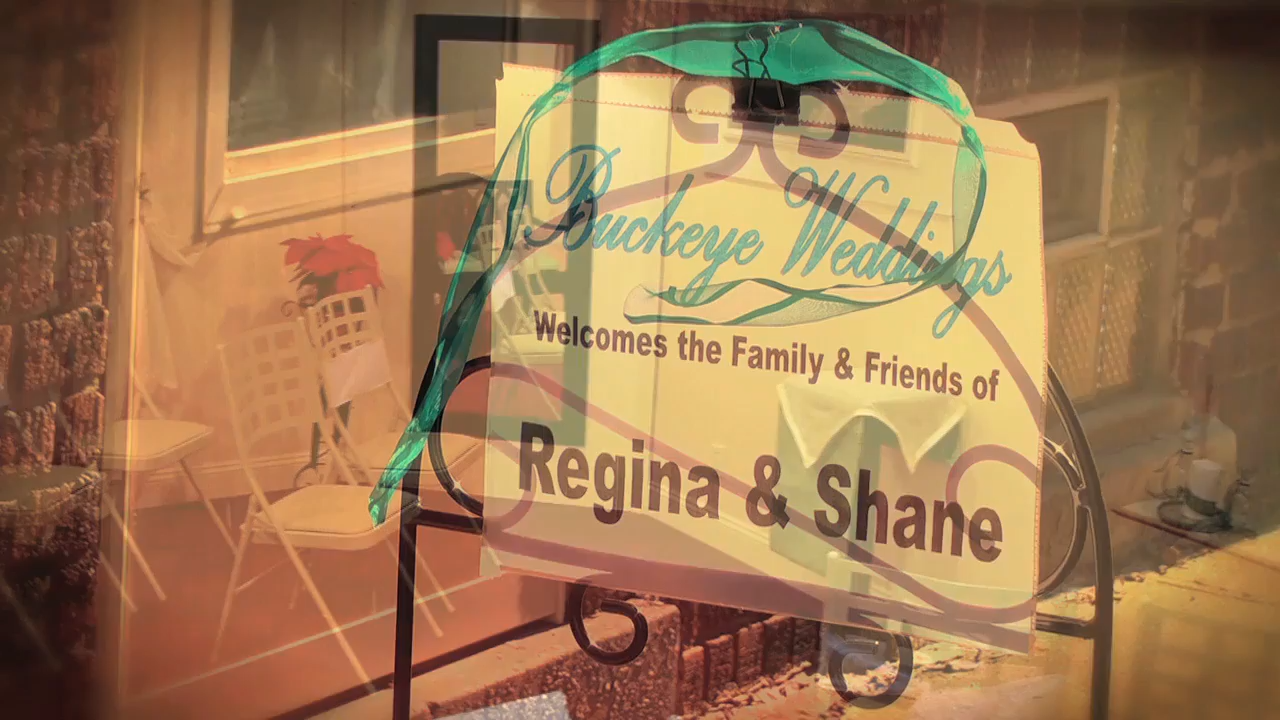 Buckeye Weddings
Welcomes the Family & Friends of
Regina & Shane